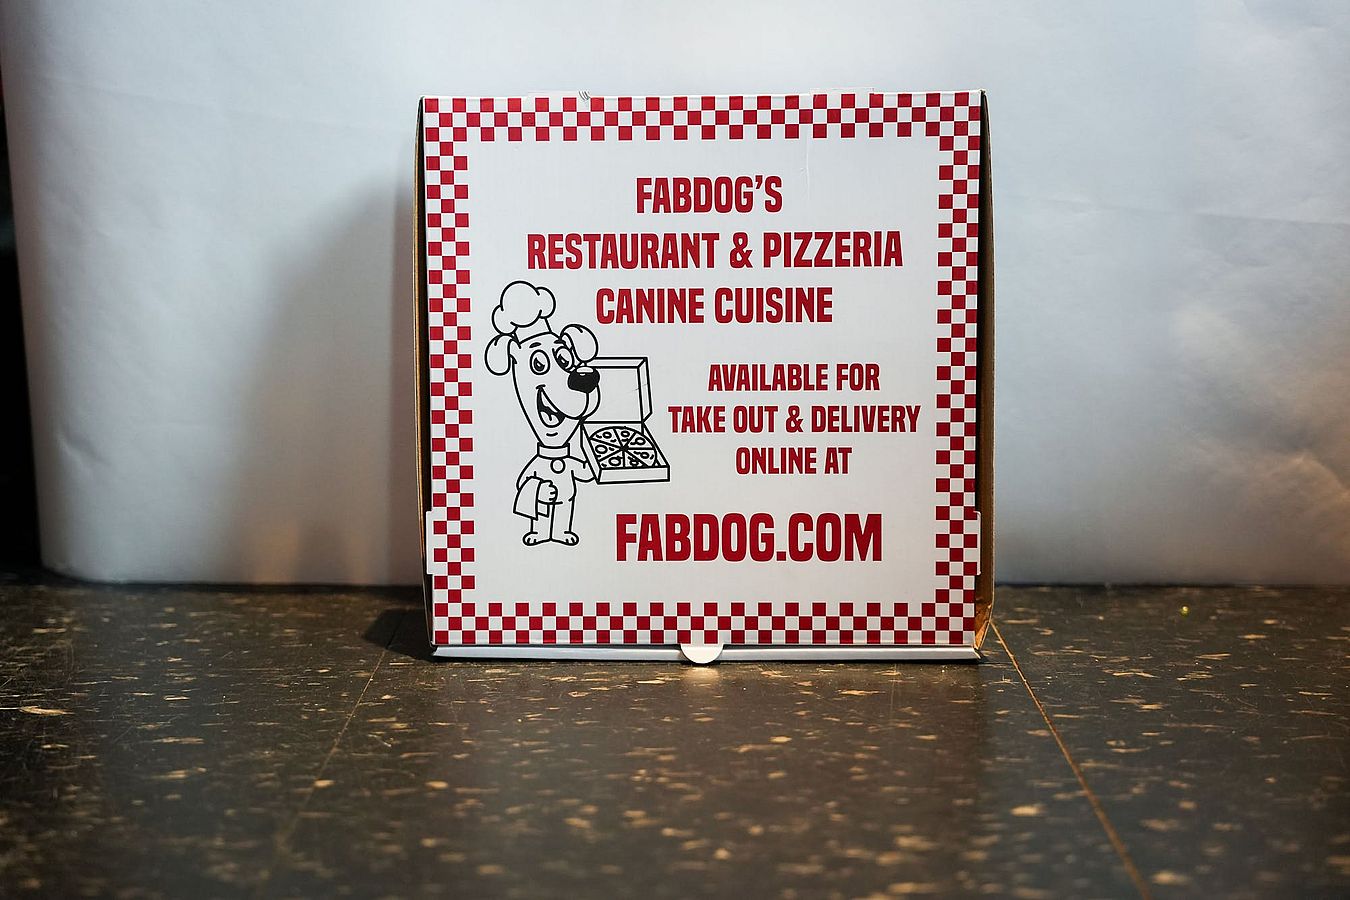 FABDOG'S
RESTAURANT & PIZZERIA
CANINE CUISINE
AVAILABLE FOR
TAKE OUT & DELIVERY
ONLINE AT
FABDOG.COM